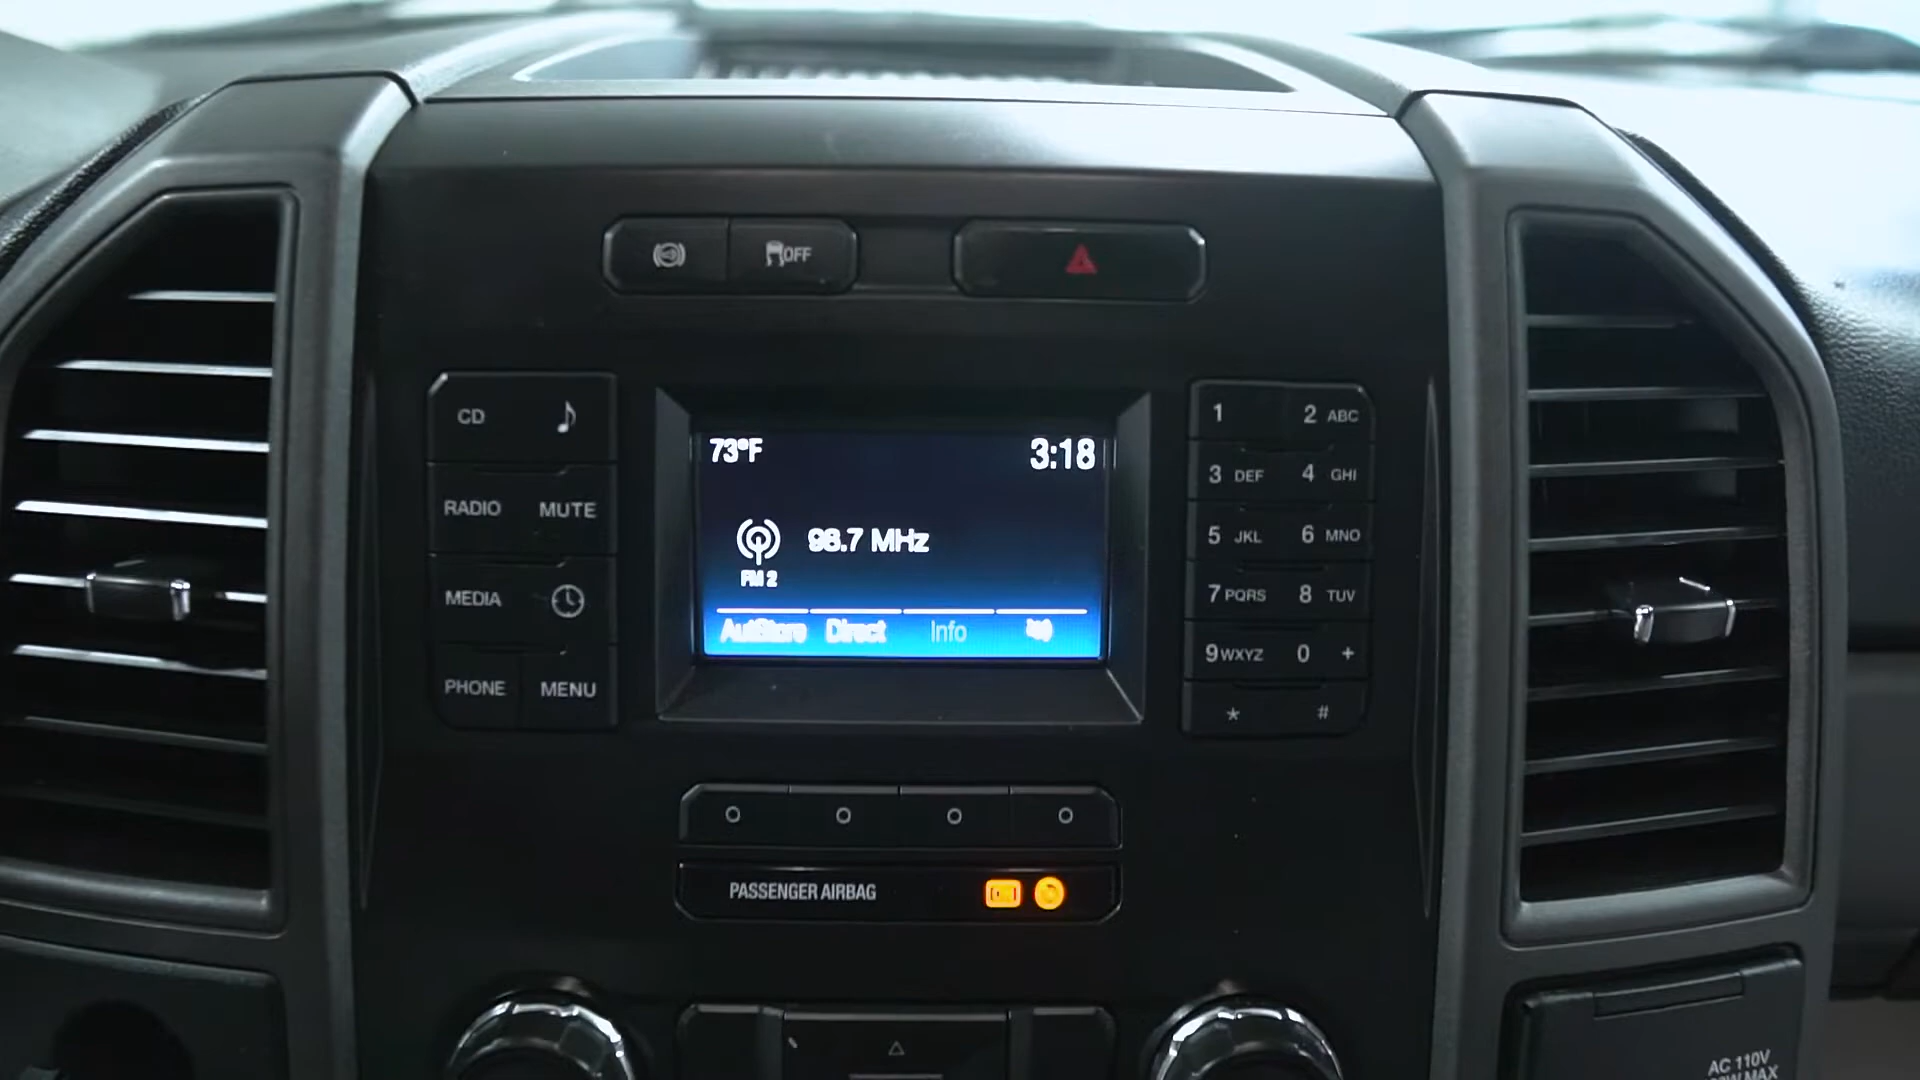 OFF
CD
RADIO MUTE
MEDIA
PHONE MENU
73°F 3:18
98.7 MHz
FM 2
AutStore Direct Info
1 2 ABC
3 DEF 4 GHI
5 JKL 6 MNO
7 PQRS 8 TUV
9 WXYZ 0 +
* #
PASSENGER AIRBAG
AC 110V
W MAX